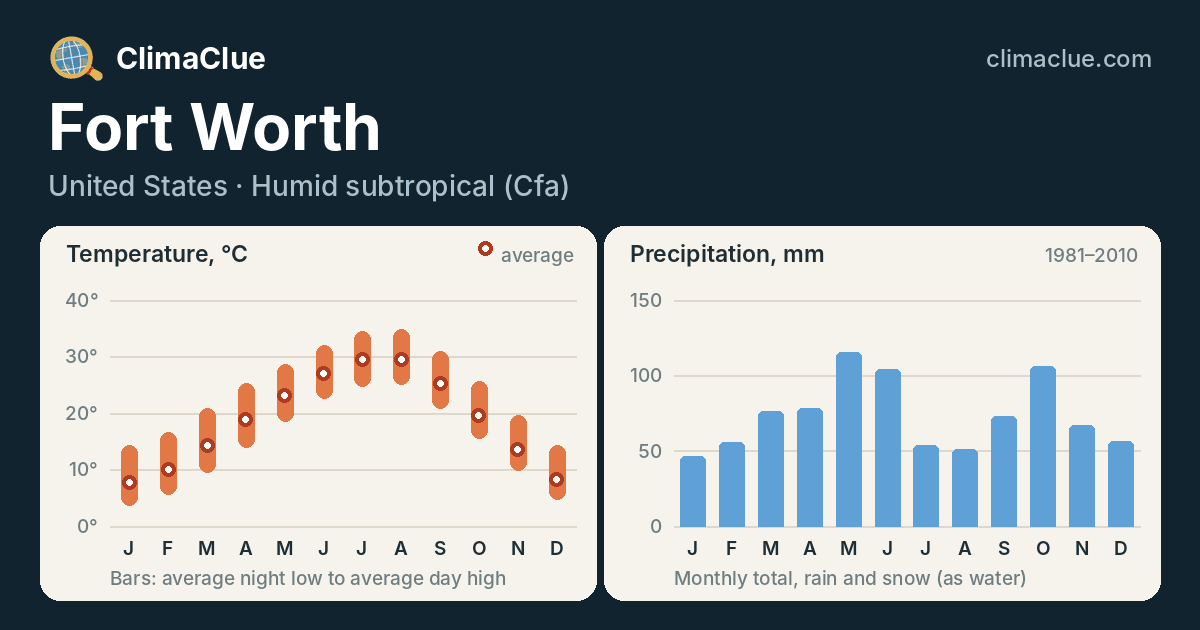 ClimaClue
climaclue.com
Fort Worth
United States · Humid subtropical (Cfa)
Temperature, °C
average
40°
30°
20°
10°
0°
J F M A M J J A S O N D
Bars: average night low to average day high
Precipitation, mm
1981–2010
150
100
50
0
J F M A M J J A S O N D
Monthly total, rain and snow (as water)